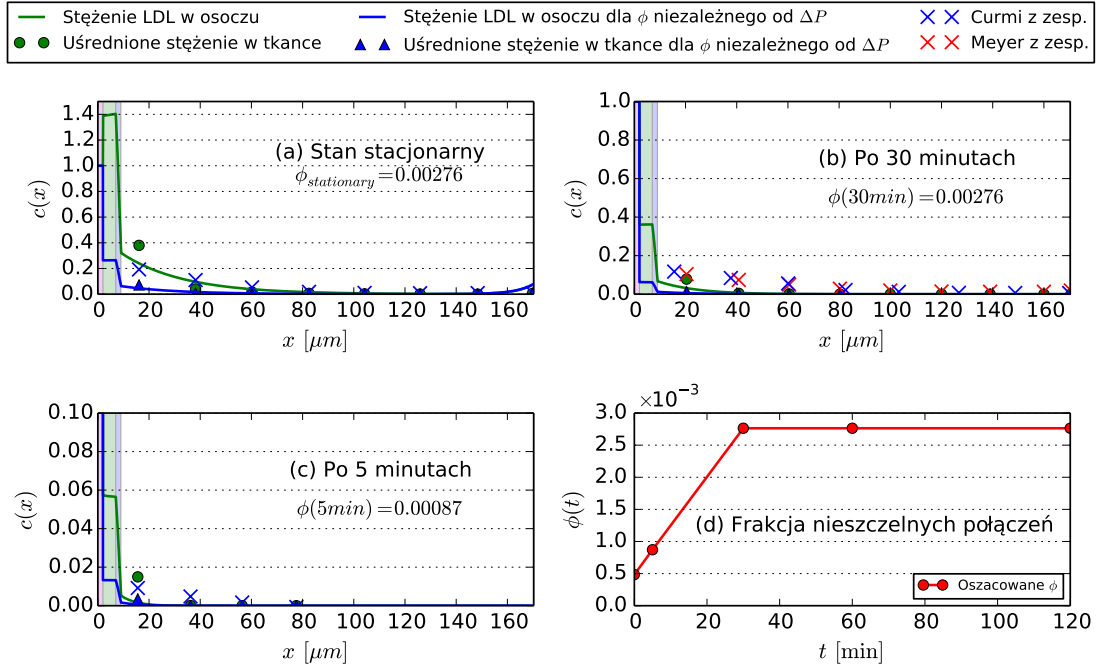 Stężenie LDL w osoczu
Uśrednione stężenie w tkance
Stężenie LDL w osoczu dla ϕ niezależnego od ΔP
Uśrednione stężenie w tkance dla ϕ niezależnego od ΔP
Curmi z zesp.
Meyer z zesp.
1.4
1.2
1.0
0.8
0.6
0.4
0.2
0.0
c(x)
(a) Stan stacjonarny
ϕ_stationary=0.00276
0 20 40 60 80 100 120 140 160
x [μm]
1.0
0.8
0.6
0.4
0.2
0.0
c(x)
(b) Po 30 minutach
ϕ(30min)=0.00276
0 20 40 60 80 100 120 140 160
x [μm]
0.10
0.08
0.06
0.04
0.02
0.00
c(x)
(c) Po 5 minutach
ϕ(5min)=0.00087
0 20 40 60 80 100 120 140 160
x [μm]
×10⁻³
3.0
2.5
2.0
1.5
1.0
0.5
0.0
ϕ(t)
(d) Frakcja nieszczelnych połączeń
Oszacowane ϕ
0 20 40 60 80 100 120
t [min]